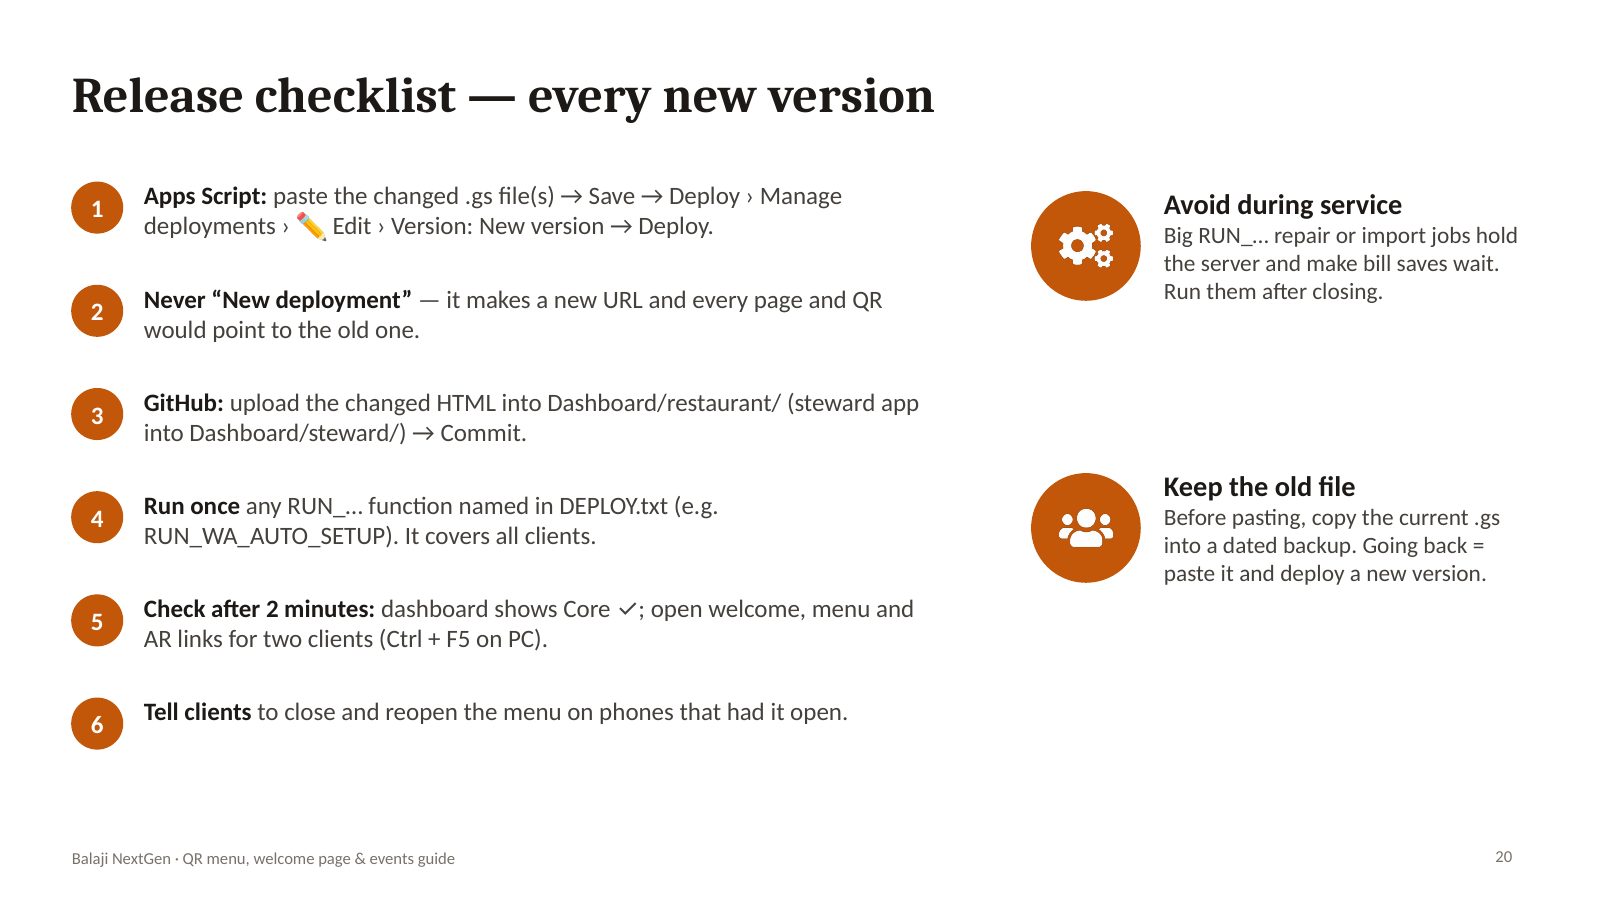 Release checklist — every new version
1
Apps Script: paste the changed .gs file(s) → Save → Deploy › Manage
deployments › ✏️ Edit › Version: New version → Deploy.
2
Never “New deployment” — it makes a new URL and every page and QR
would point to the old one.
3
GitHub: upload the changed HTML into Dashboard/restaurant/ (steward app
into Dashboard/steward/) → Commit.
4
Run once any RUN_… function named in DEPLOY.txt (e.g.
RUN_WA_AUTO_SETUP). It covers all clients.
5
Check after 2 minutes: dashboard shows Core ✓; open welcome, menu and
AR links for two clients (Ctrl + F5 on PC).
6
Tell clients to close and reopen the menu on phones that had it open.
Avoid during service
Big RUN_… repair or import jobs hold
the server and make bill saves wait.
Run them after closing.
Keep the old file
Before pasting, copy the current .gs
into a dated backup. Going back =
paste it and deploy a new version.
Balaji NextGen · QR menu, welcome page & events guide
20